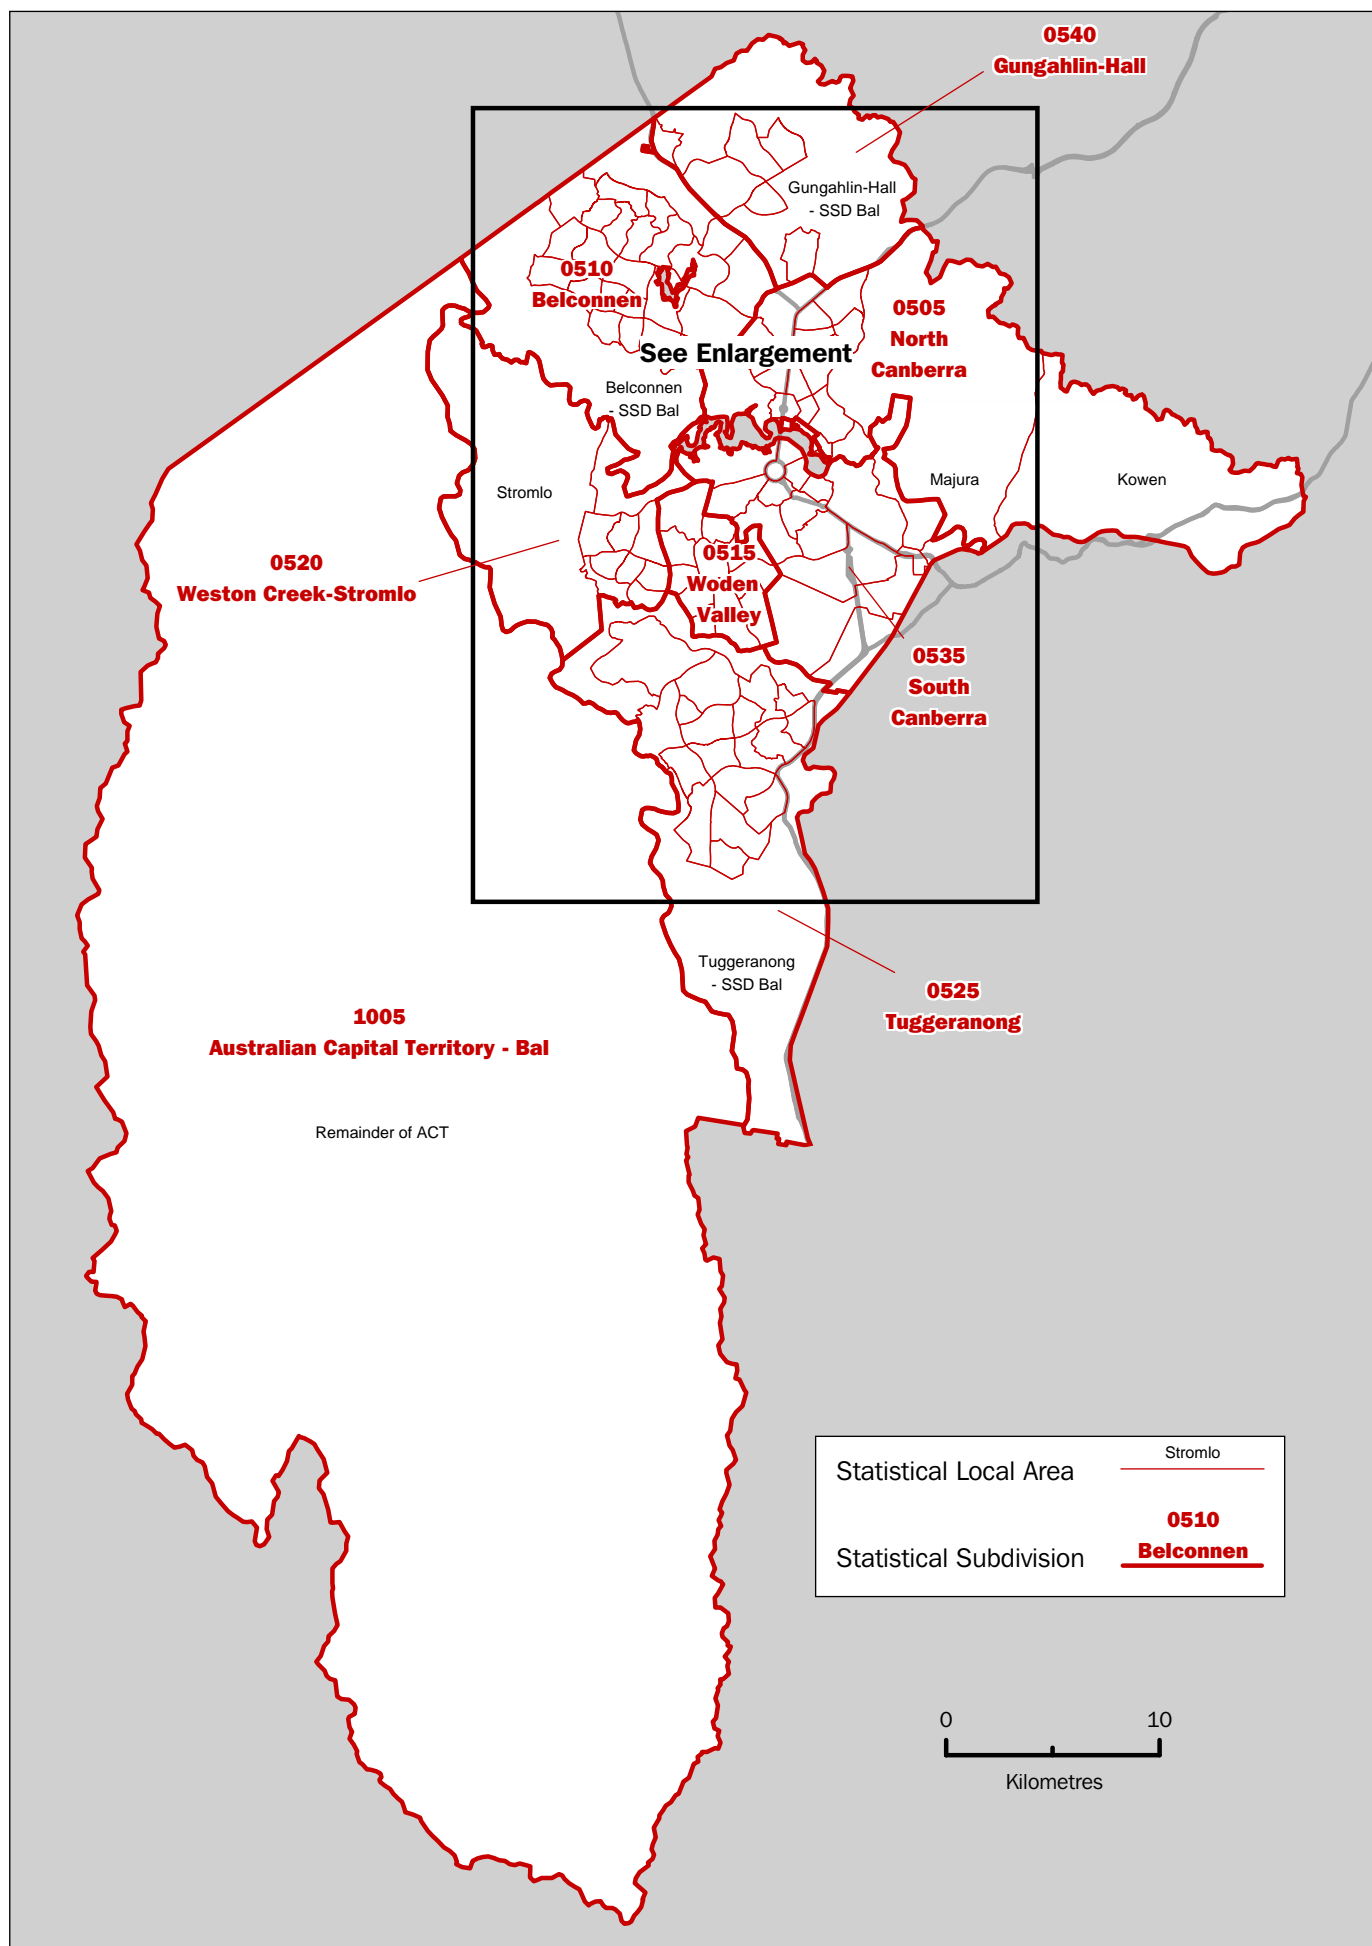 0540
Gungahlin-Hall
Gungahlin-Hall
- SSD Bal
0510
Belconnen
0505
North
Canberra
See Enlargement
Belconnen
- SSD Bal
Stromlo
Majura
Kowen
0520
Weston Creek-Stromlo
0515
Woden
Valley
0535
South
Canberra
Tuggeranong
- SSD Bal
0525
Tuggeranong
1005
Australian Capital Territory - Bal
Remainder of ACT
Statistical Local Area
Stromlo
Statistical Subdivision
0510
Belconnen
0 10
Kilometres